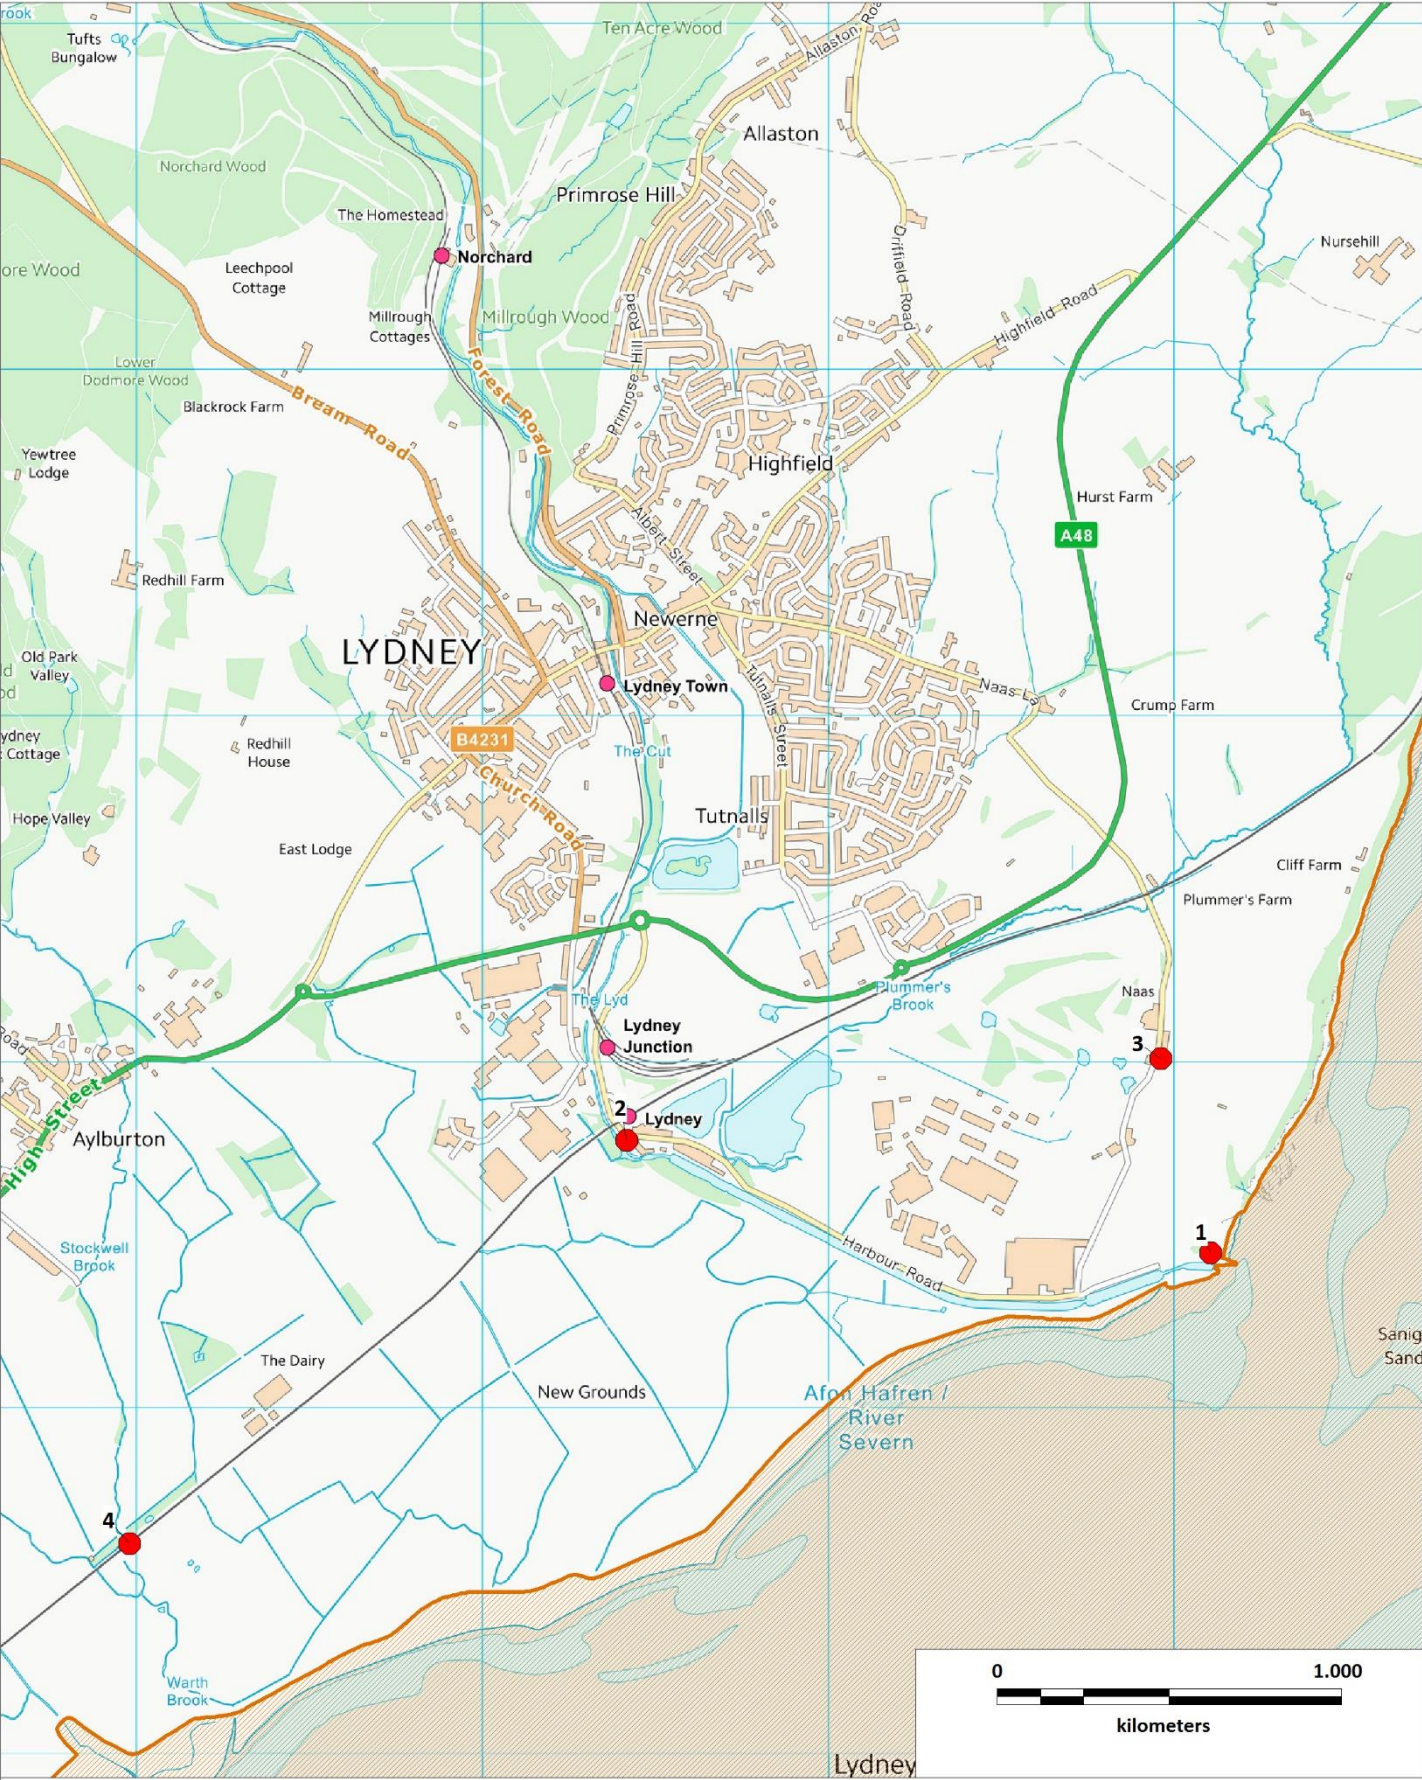 rook
Tufts
Bungalow
Ten Acre Wood
Allaston Roa
Allaston
Norchard Wood
Primrose Hill
The Homestead
Norchard
ore Wood
Leechpool
Cottage
Nursehill
Driffield Road
Highfield Road
Millrough
Cottages
Millrough Wood
Primrose Hill Road
Lower
Dodmore Wood
Forest Road
Blackrock Farm
Bream Road
Yewtree
Lodge
Highfield
Hurst Farm
A48
Albert Street
Redhill Farm
Newerne
LYDNEY
ld
od
Old Park
Valley
Lydney Town
Tutnalls Street
Naas La
Crump Farm
ydney
Cottage
Redhill
House
B4231
The Cut
Church Road
Hope Valley
Tutnalls
East Lodge
Cliff Farm
Plummer's Farm
Plummer's
Brook
Naas
The Lyd
Road
Lydney
Junction
3
High Street
2
Lydney
Aylburton
1
Stockwell
Brook
Harbour Road
Sanig
Sand
The Dairy
New Grounds
Afon Hafren /
River
Severn
4
Warth
Brook
0 1.000
kilometers
Lydney